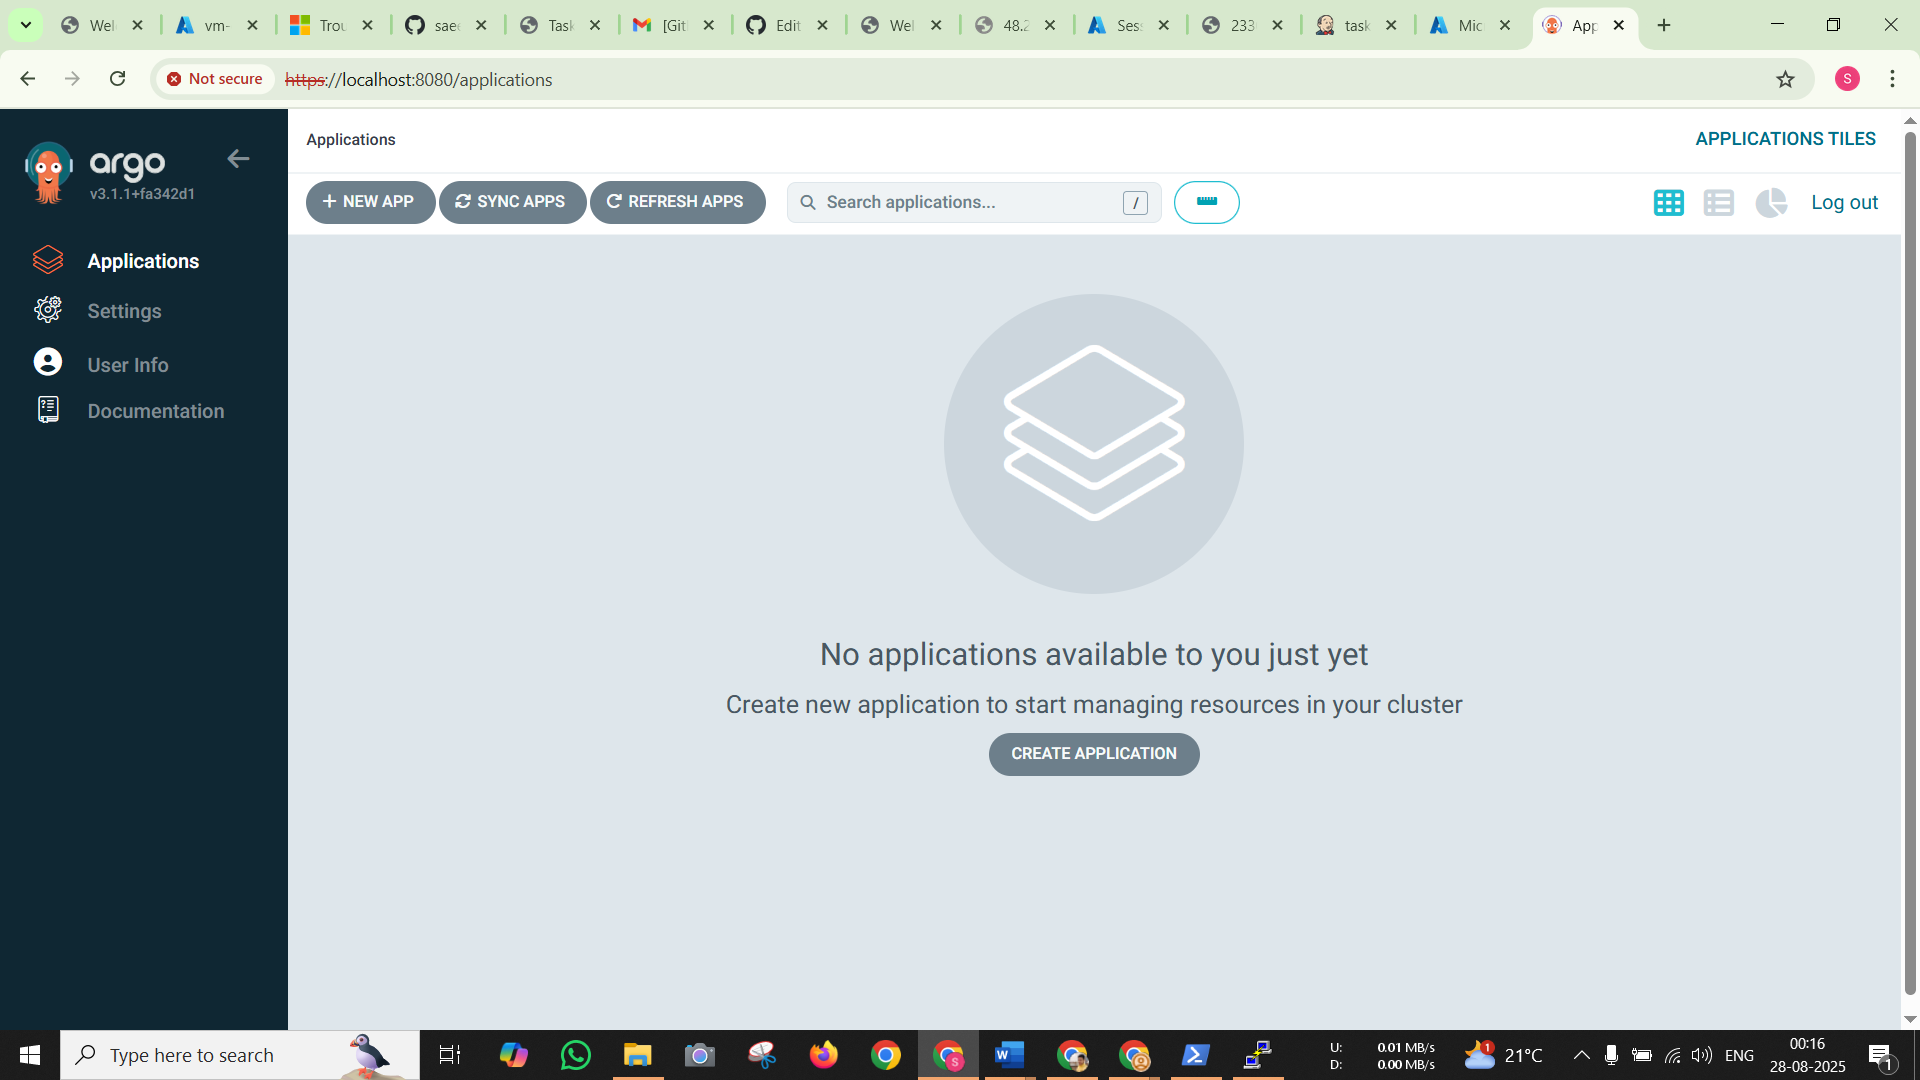 Wel
vm-
Trou
saee
Task
[Git
Edit
Wel
48.2
Sess
233
task
Mic
App
Not secure
https://localhost:8080/applications
S
argo
v3.1.1+fa342d1
Applications
Settings
User Info
Documentation
Applications
APPLICATIONS TILES
+ NEW APP
SYNC APPS
REFRESH APPS
Search applications...
/
Log out
No applications available to you just yet
Create new application to start managing resources in your cluster
CREATE APPLICATION
Type here to search
U: 0.01 MB/s
D: 0.00 MB/s
1
21°C
ENG
00:16
28-08-2025
1